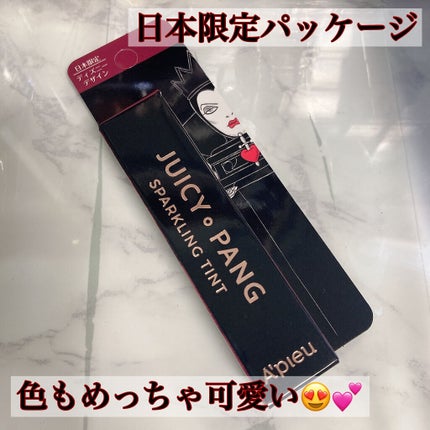 日本限定パッケージ
日本限定
ディズニー
デザイン
JUICY PANG
SPARKLING TINT
A'pieu
色もめっちゃ可愛い😍💕